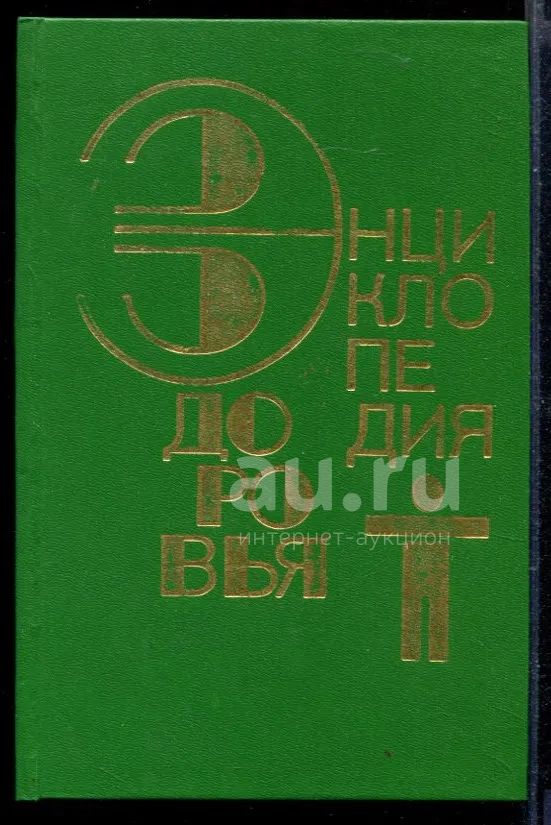 Э
НЦИ
КЛО
ПЕ
ДИЯ
З
ДО
РО
ВЬЯ
au.ru
интернет-аукцион